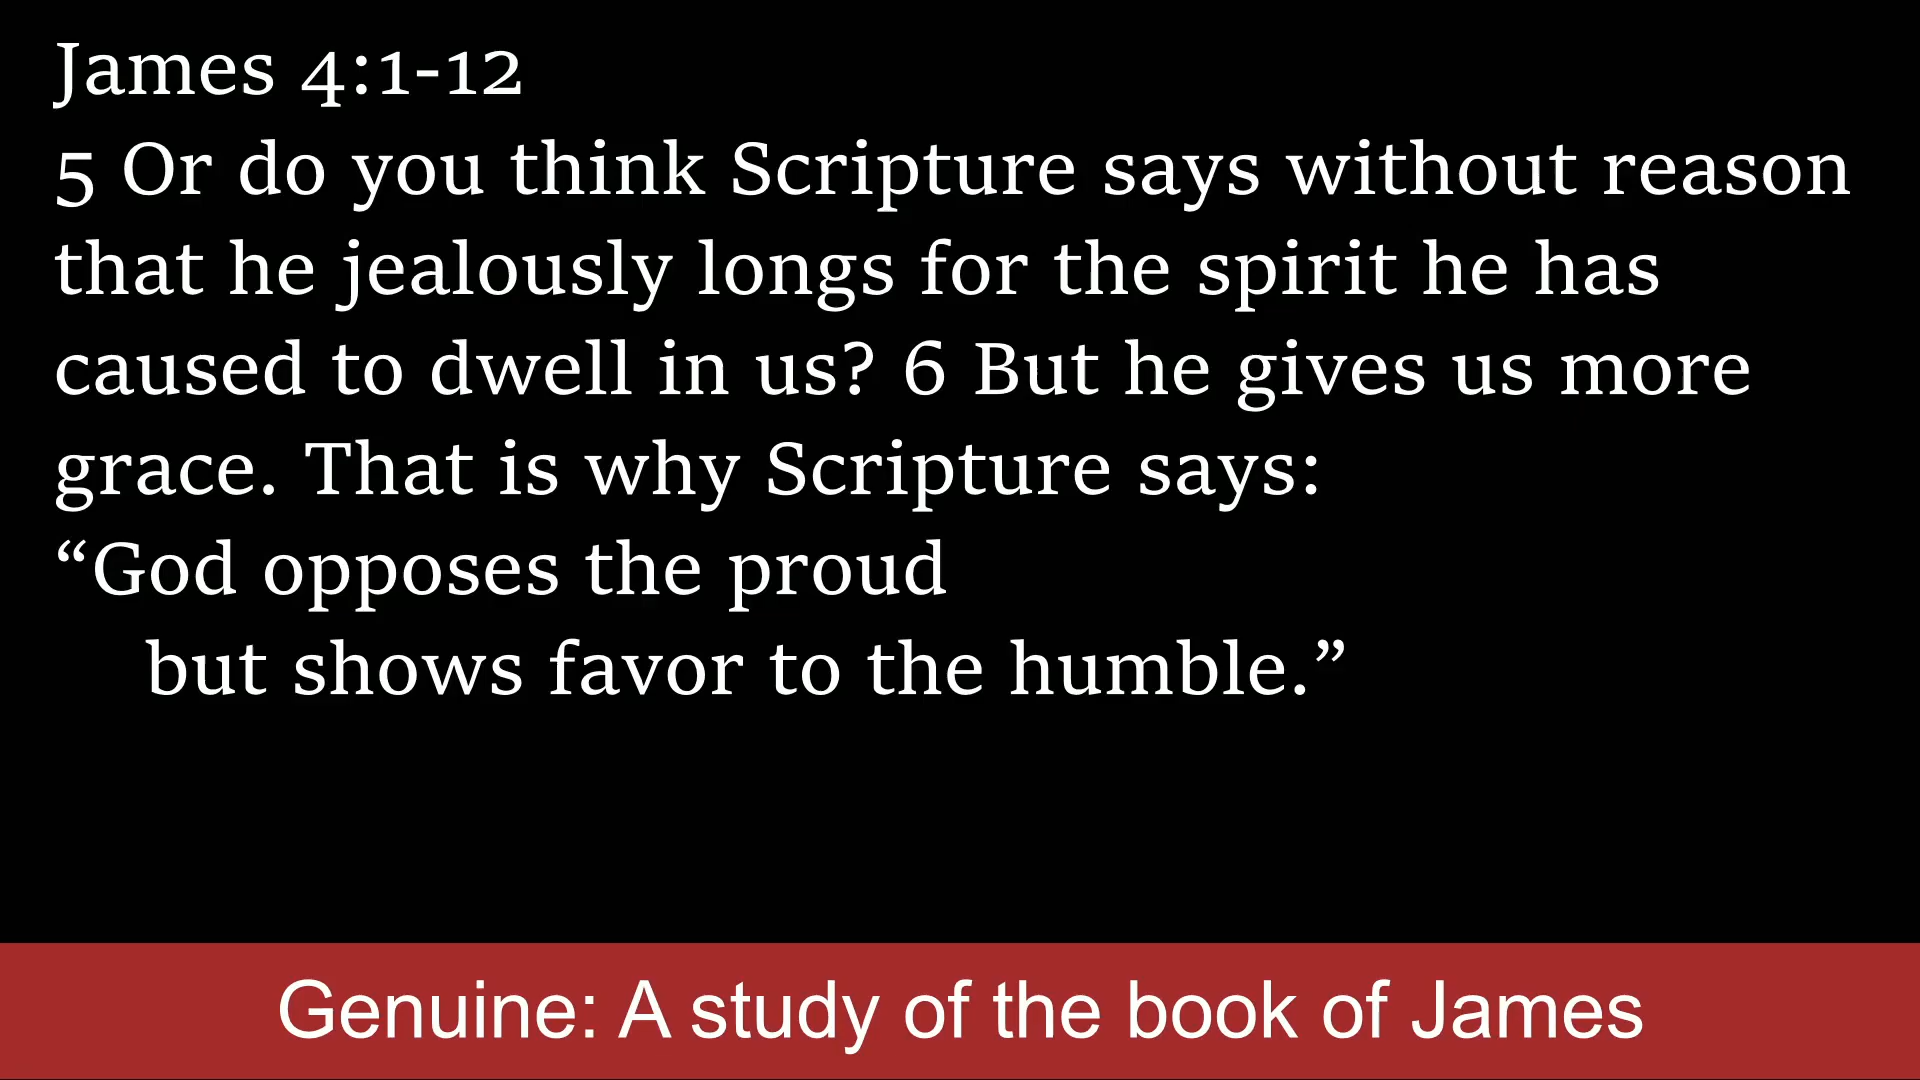 James 4:1-12
5 Or do you think Scripture says without reason
that he jealously longs for the spirit he has
caused to dwell in us? 6 But he gives us more
grace. That is why Scripture says:
“God opposes the proud
but shows favor to the humble.”
Genuine: A study of the book of James